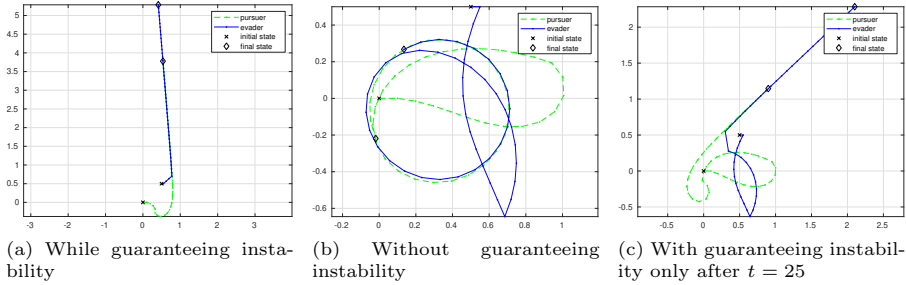 5
4.5
4
3.5
3
2.5
2
1.5
1
0.5
0
-3 -2 -1 0 1 2 3
pursuer
evader
initial state
final state
0.4
0.2
0
-0.2
-0.4
-0.6
0 0.2 0.4 0.6 0.8 1
pursuer
evader
initial state
final state
2
1.5
1
0.5
0
-0.5
-0.5 0 0.5 1 1.5 2 2.5
pursuer
evader
initial state
final state
(a) While guaranteeing insta-
bility
(b) Without guaranteeing
instability
(c) With guaranteeing instabil-
ity only after t = 25